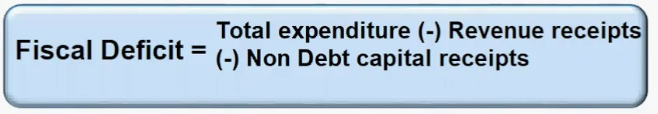 Fiscal Deficit = Total expenditure (-) Revenue receipts
(-) Non Debt capital receipts